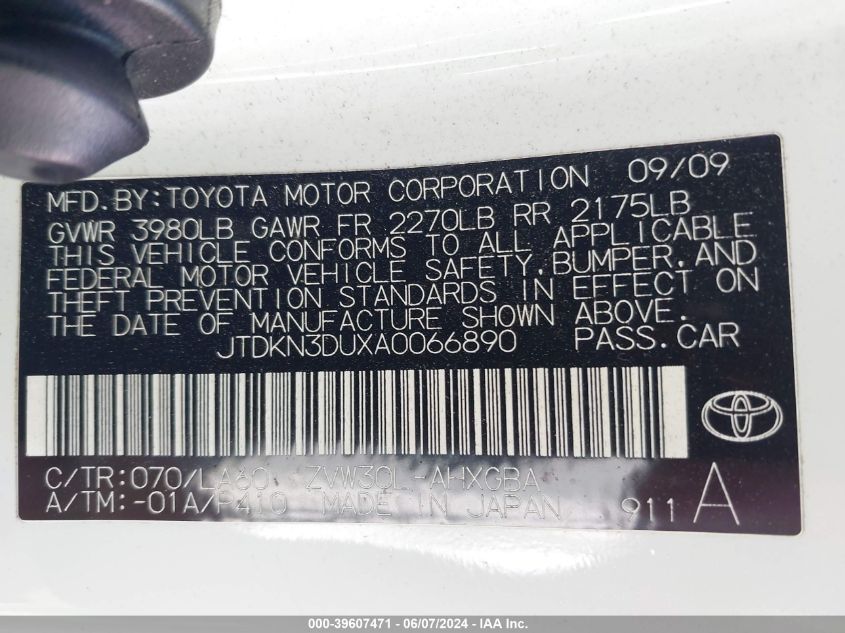 MFD. BY: TOYOTA MOTOR CORPORATION 09/09
GVWR 3980LB GAWR FR 2270LB RR 2175LB
THIS VEHICLE CONFORMS TO ALL APPLICABLE
FEDERAL MOTOR VEHICLE SAFETY, BUMPER, AND
THEFT PREVENTION STANDARDS IN EFFECT ON
THE DATE OF MANUFACTURE SHOWN ABOVE.
JTDKN3DUXA0066890 PASS. CAR
C/TR: 070/LA60 ZVW30L-AHXGBA
A/TM: -01A/P410 MADE IN JAPAN 911 A
000-39607471 - 06/07/2024 - IAA Inc.